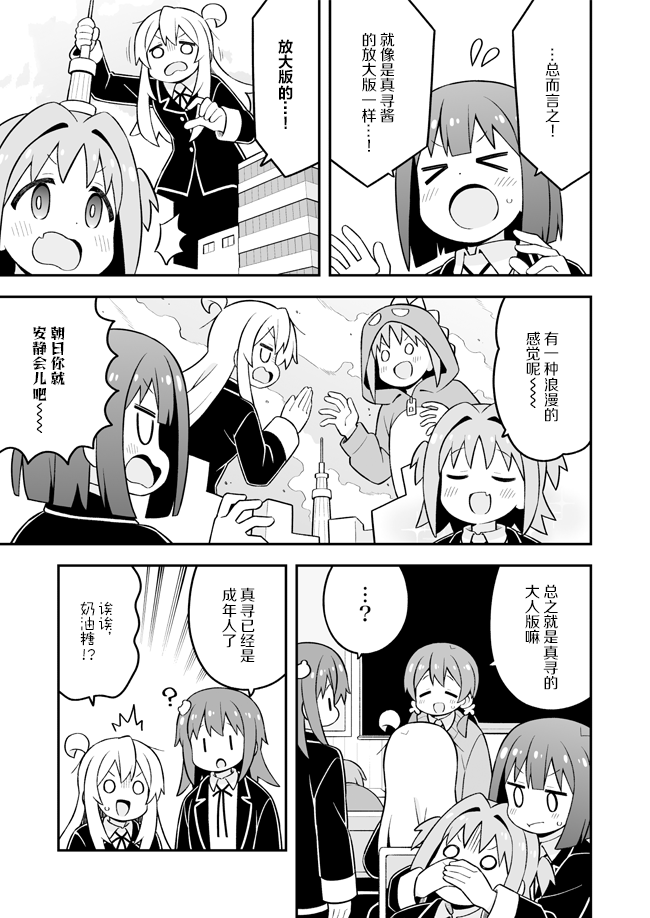 …总而言之！
就像是真寻酱
的放大版一样…！
放大版的…！
有一种浪漫的
感觉呢～～
朝日你就
安静会儿吧～～～
总之就是真寻的
大人版嘛
…？
真寻已经是
成年人了
？
诶诶，
奶油糖!?